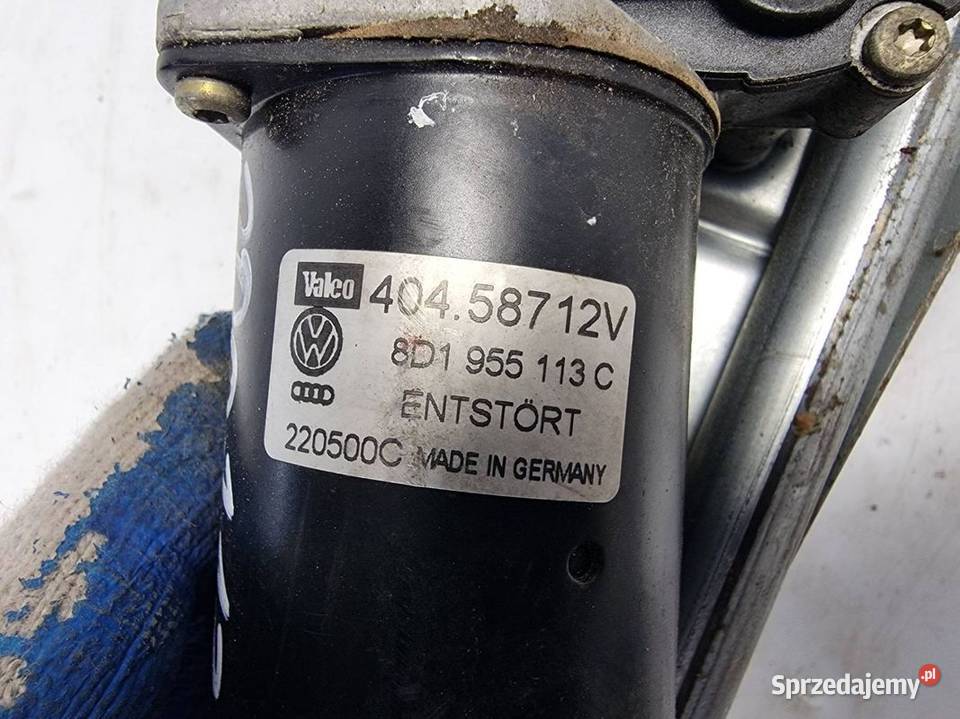 Valeo 404.58712V
8D1 955 113 C
ENTSTÖRT
220500C MADE IN GERMANY
Sprzedajemy.pl